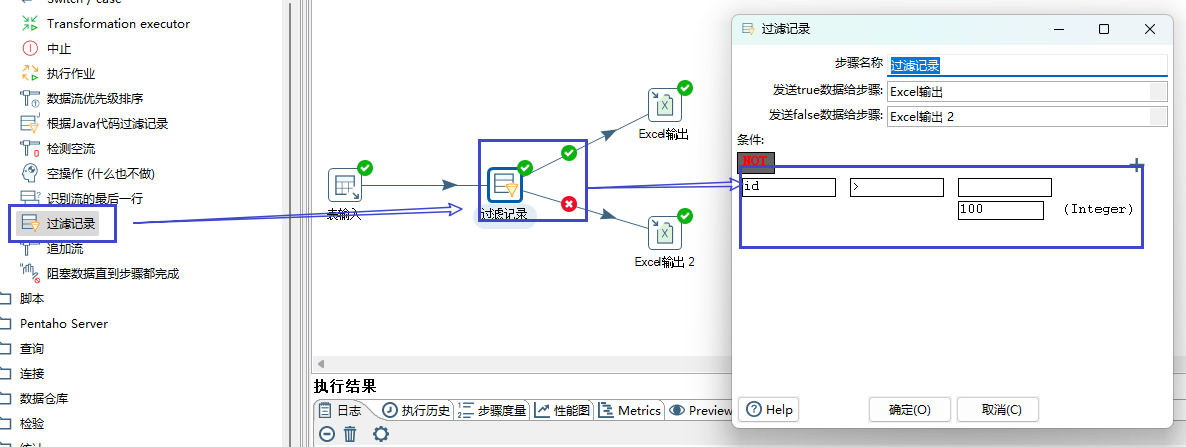 Switch / case
Transformation executor
中止
执行作业
数据流优先级排序
根据Java代码过滤记录
检测空流
空操作 (什么也不做)
识别流的最后一行
过滤记录
追加流
阻塞数据直到步骤都完成
脚本
Pentaho Server
查询
连接
数据仓库
检验
统计
表输入
过滤记录
Excel输出
Excel输出 2
执行结果
日志
执行历史
步骤度量
性能图
Metrics
Preview
过滤记录
步骤名称 过滤记录
发送true数据给步骤: Excel输出
发送false数据给步骤: Excel输出 2
条件:
NOT
id
>
100
(Integer)
Help
确定(O)
取消(C)